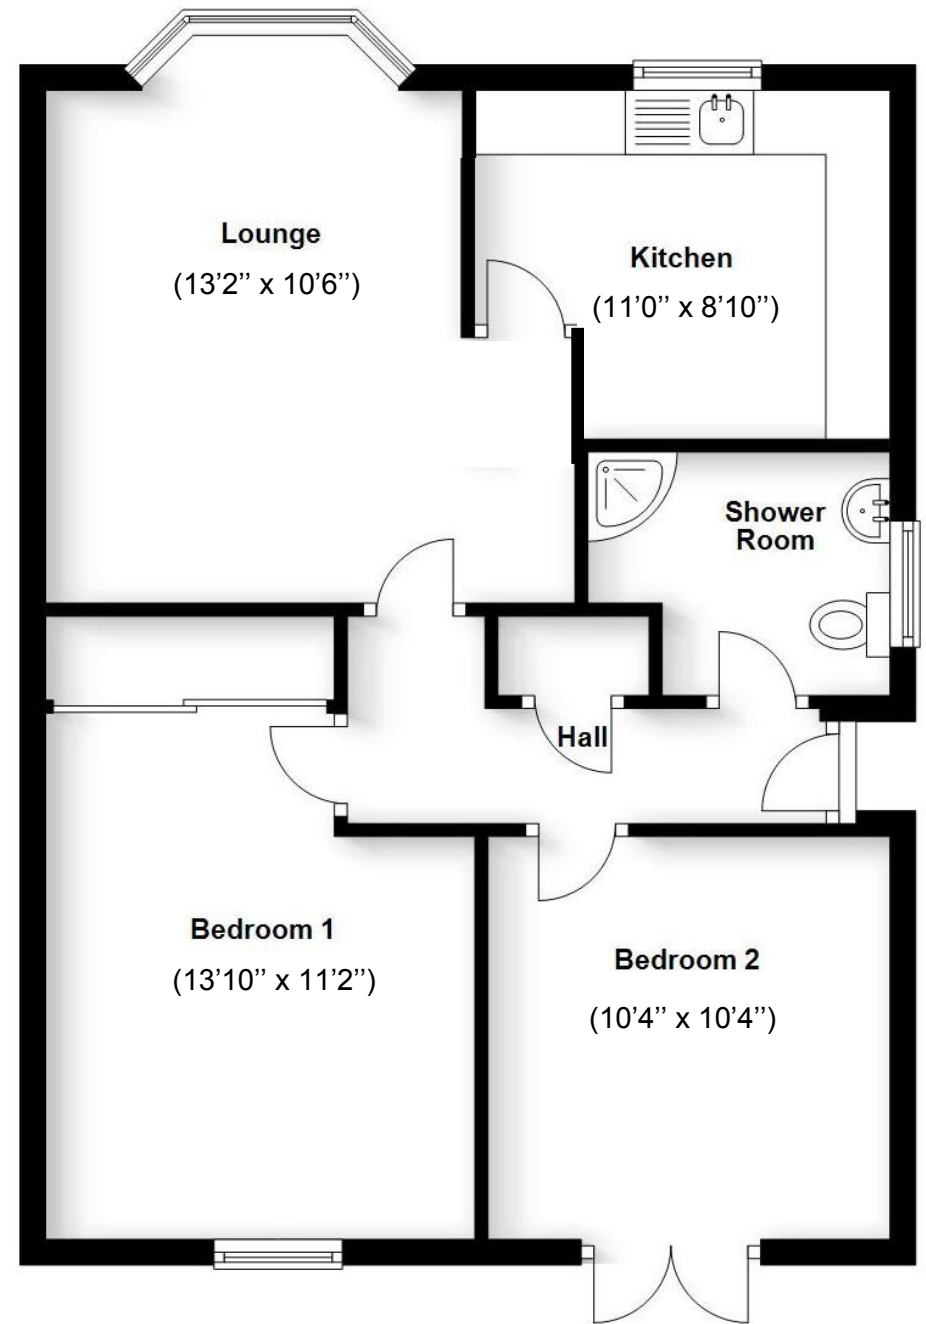 Lounge
(13’2’’ x 10’6’’)
Kitchen
(11’0’’ x 8’10’’)
Shower
Room
Hall
Bedroom 1
(13’10’’ x 11’2’’)
Bedroom 2
(10’4’’ x 10’4’’)